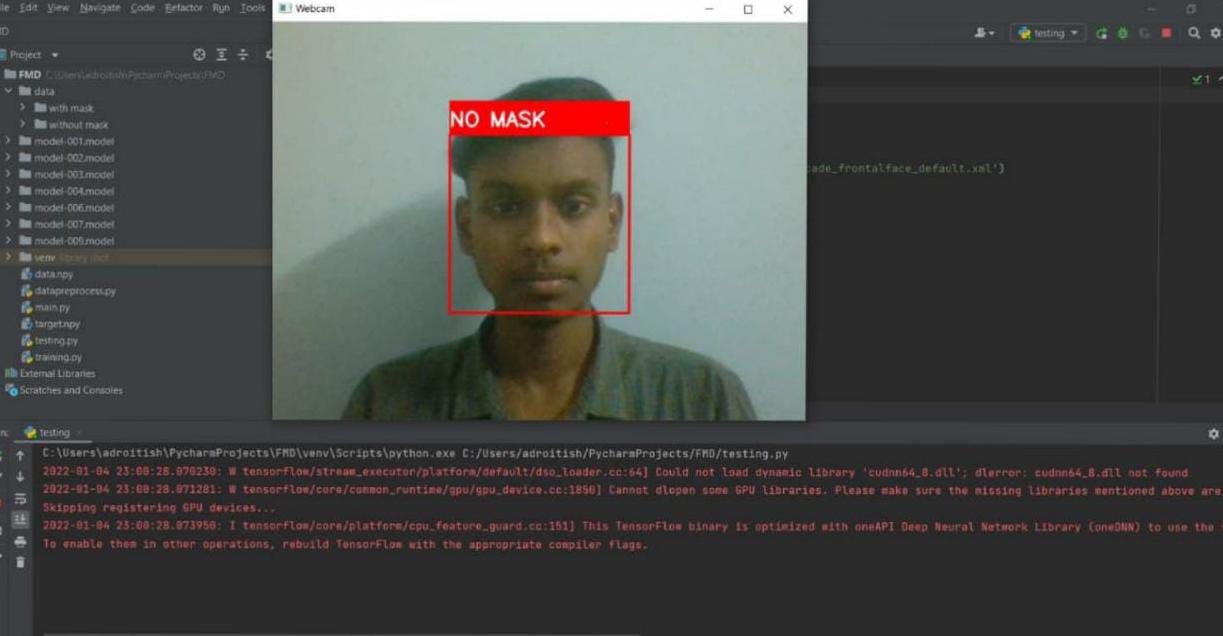 Edit View Navigate Code Refactor Run Tools
Webcam
testing
Project
FMD C:\Users\adroitish\PycharmProjects\FMD
1
data
with mask
without mask
NO MASK
model-001.model
model-002.model
model-003.model
ade_frontalface_default.xml')
model-004.model
model-006.model
model-007.model
model-009.model
venv library root
data.npy
datapreprocess.py
main.py
target.npy
testing.py
training.py
External Libraries
Scratches and Consoles
testing
C:\Users\adroitish\PycharmProjects\FMD\venv\Scripts\python.exe C:/Users/adroitish/PycharmProjects/FMD/testing.py
2022-01-04 23:00:28.070230: W tensorflow/stream_executor/platform/default/dso_loader.cc:64] Could not load dynamic library 'cudnn64_8.dll'; dlerror: cudnn64_8.dll not found
2022-01-04 23:00:28.071281: W tensorflow/core/common_runtime/gpu/gpu_device.cc:1850] Cannot dlopen some GPU libraries. Please make sure the missing libraries mentioned above are
Skipping registering GPU devices...
2022-01-04 23:00:28.073950: I tensorflow/core/platform/cpu_feature_guard.cc:151] This TensorFlow binary is optimized with oneAPI Deep Neural Network Library (oneDNN) to use the
To enable them in other operations, rebuild TensorFlow with the appropriate compiler flags.